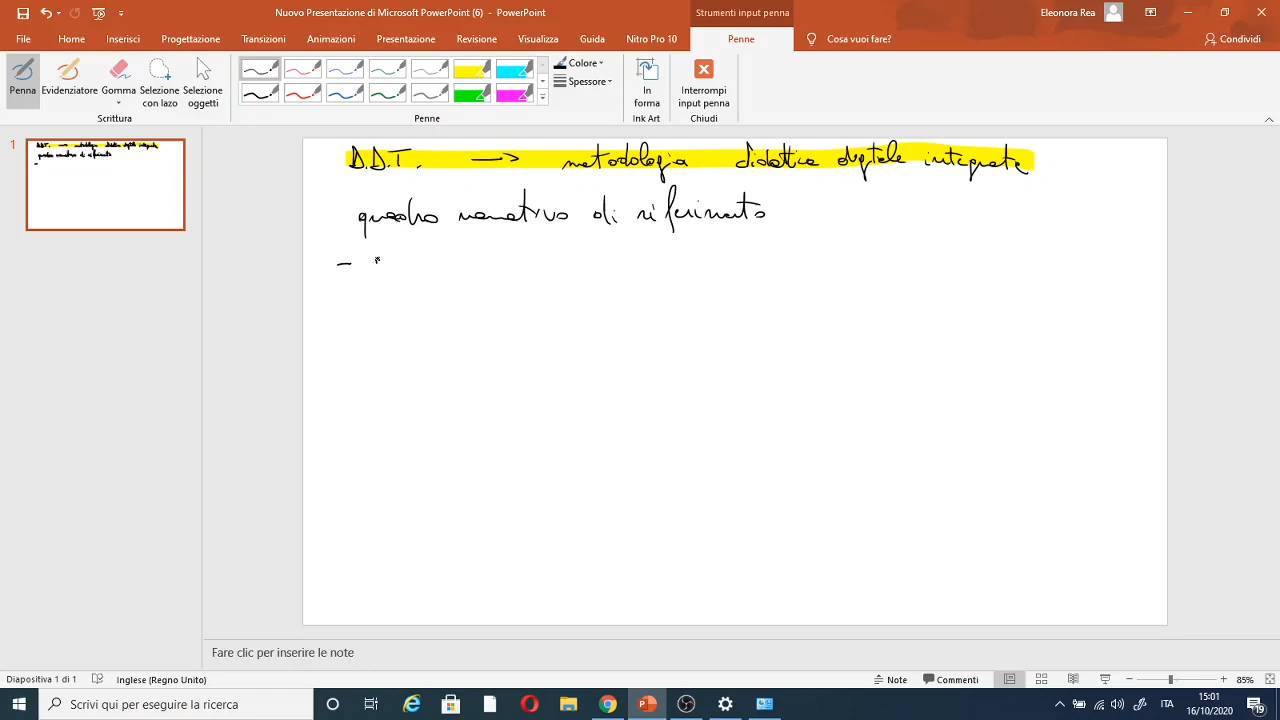 Nuovo Presentazione di Microsoft PowerPoint (6) - PowerPoint
Strumenti input penna
Eleonora Rea
File Home Inserisci Progettazione Transizioni Animazioni Presentazione Revisione Visualizza Guida Nitro Pro 10 Penne Cosa vuoi fare? Condividi
Penna Evidenziatore Gomma Selezione con lazo Selezione oggetti
Colore
Spessore
In forma
Interrompi input penna
Scrittura Penne Ink Art Chiudi
1
D.D.I. → metodologia didattica digitale integrata
quadro normativo di riferimento
-
Fare clic per inserire le note
Diapositiva 1 di 1 Inglese (Regno Unito) Note Commenti 85%
Scrivi qui per eseguire la ricerca
ITA
15:01
16/10/2020
19